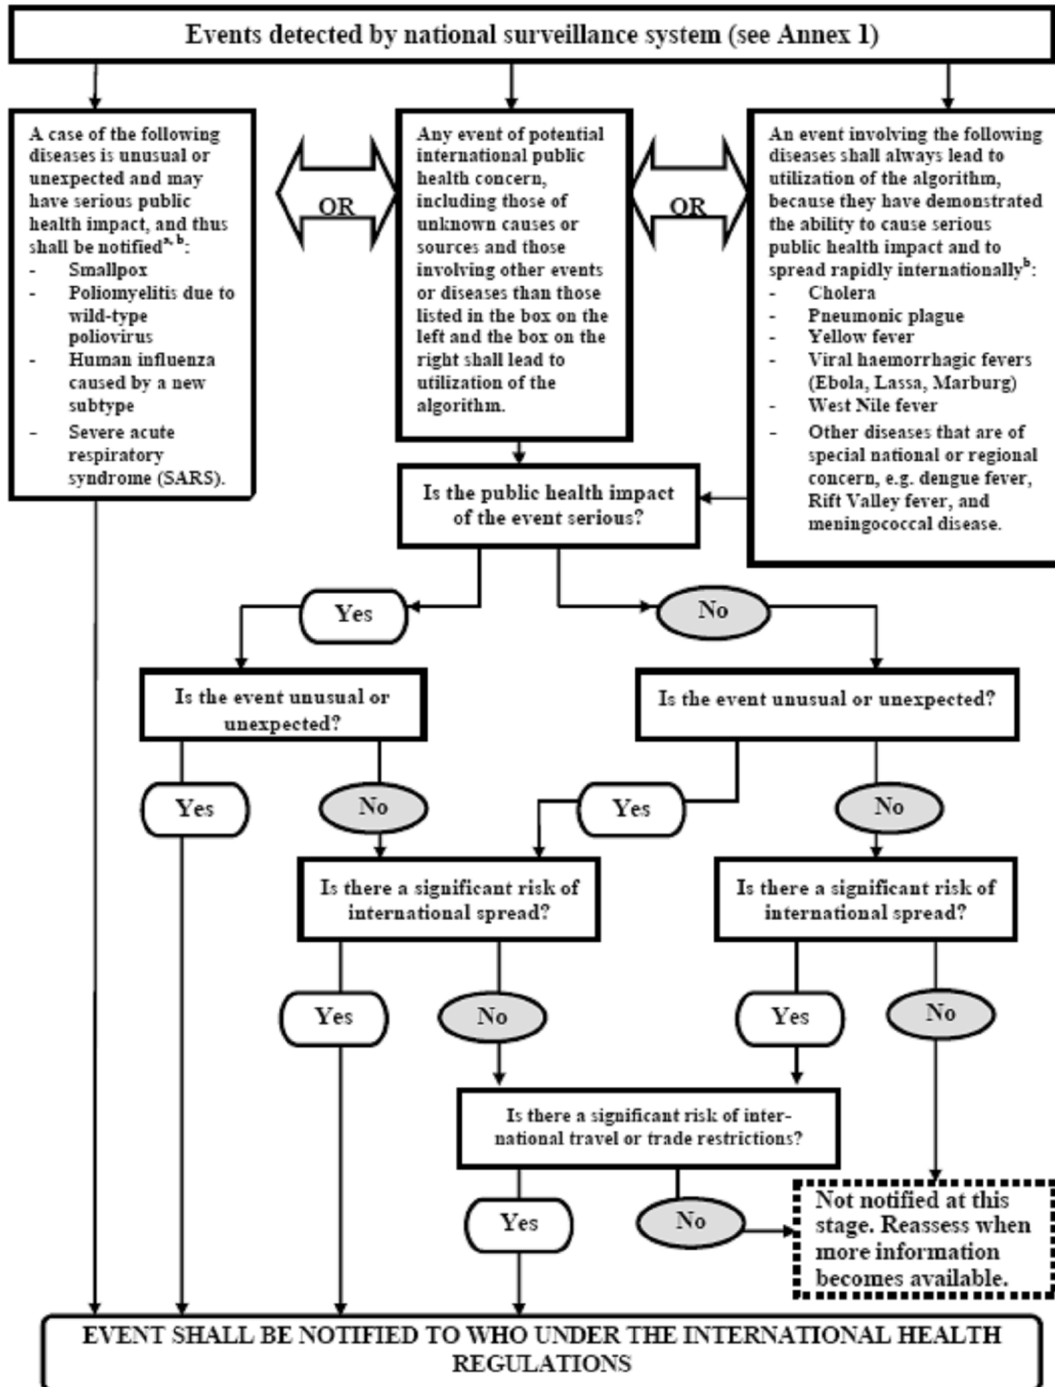 Events detected by national surveillance system (see Annex 1)
A case of the following
diseases is unusual or
unexpected and may
have serious public
health impact, and thus
shall be notifiedᵃ, ᵇ:
- Smallpox
- Poliomyelitis due to
wild-type
poliovirus
- Human influenza
caused by a new
subtype
- Severe acute
respiratory
syndrome (SARS).
OR
Any event of potential
international public
health concern,
including those of
unknown causes or
sources and those
involving other events
or diseases than those
listed in the box on the
left and the box on the
right shall lead to
utilization of the
algorithm.
OR
An event involving the following
diseases shall always lead to
utilization of the algorithm,
because they have demonstrated
the ability to cause serious
public health impact and to
spread rapidly internationallyᵇ:
- Cholera
- Pneumonic plague
- Yellow fever
- Viral haemorrhagic fevers
(Ebola, Lassa, Marburg)
- West Nile fever
- Other diseases that are of
special national or regional
concern, e.g. dengue fever,
Rift Valley fever, and
meningococcal disease.
Is the public health impact
of the event serious?
Yes
No
Is the event unusual or
unexpected?
Is the event unusual or unexpected?
Yes
No
Yes
No
Is there a significant risk of
international spread?
Is there a significant risk of
international spread?
Yes
No
Yes
No
Is there a significant risk of inter-
national travel or trade restrictions?
Yes
No
Not notified at this
stage. Reassess when
more information
becomes available.
EVENT SHALL BE NOTIFIED TO WHO UNDER THE INTERNATIONAL HEALTH
REGULATIONS